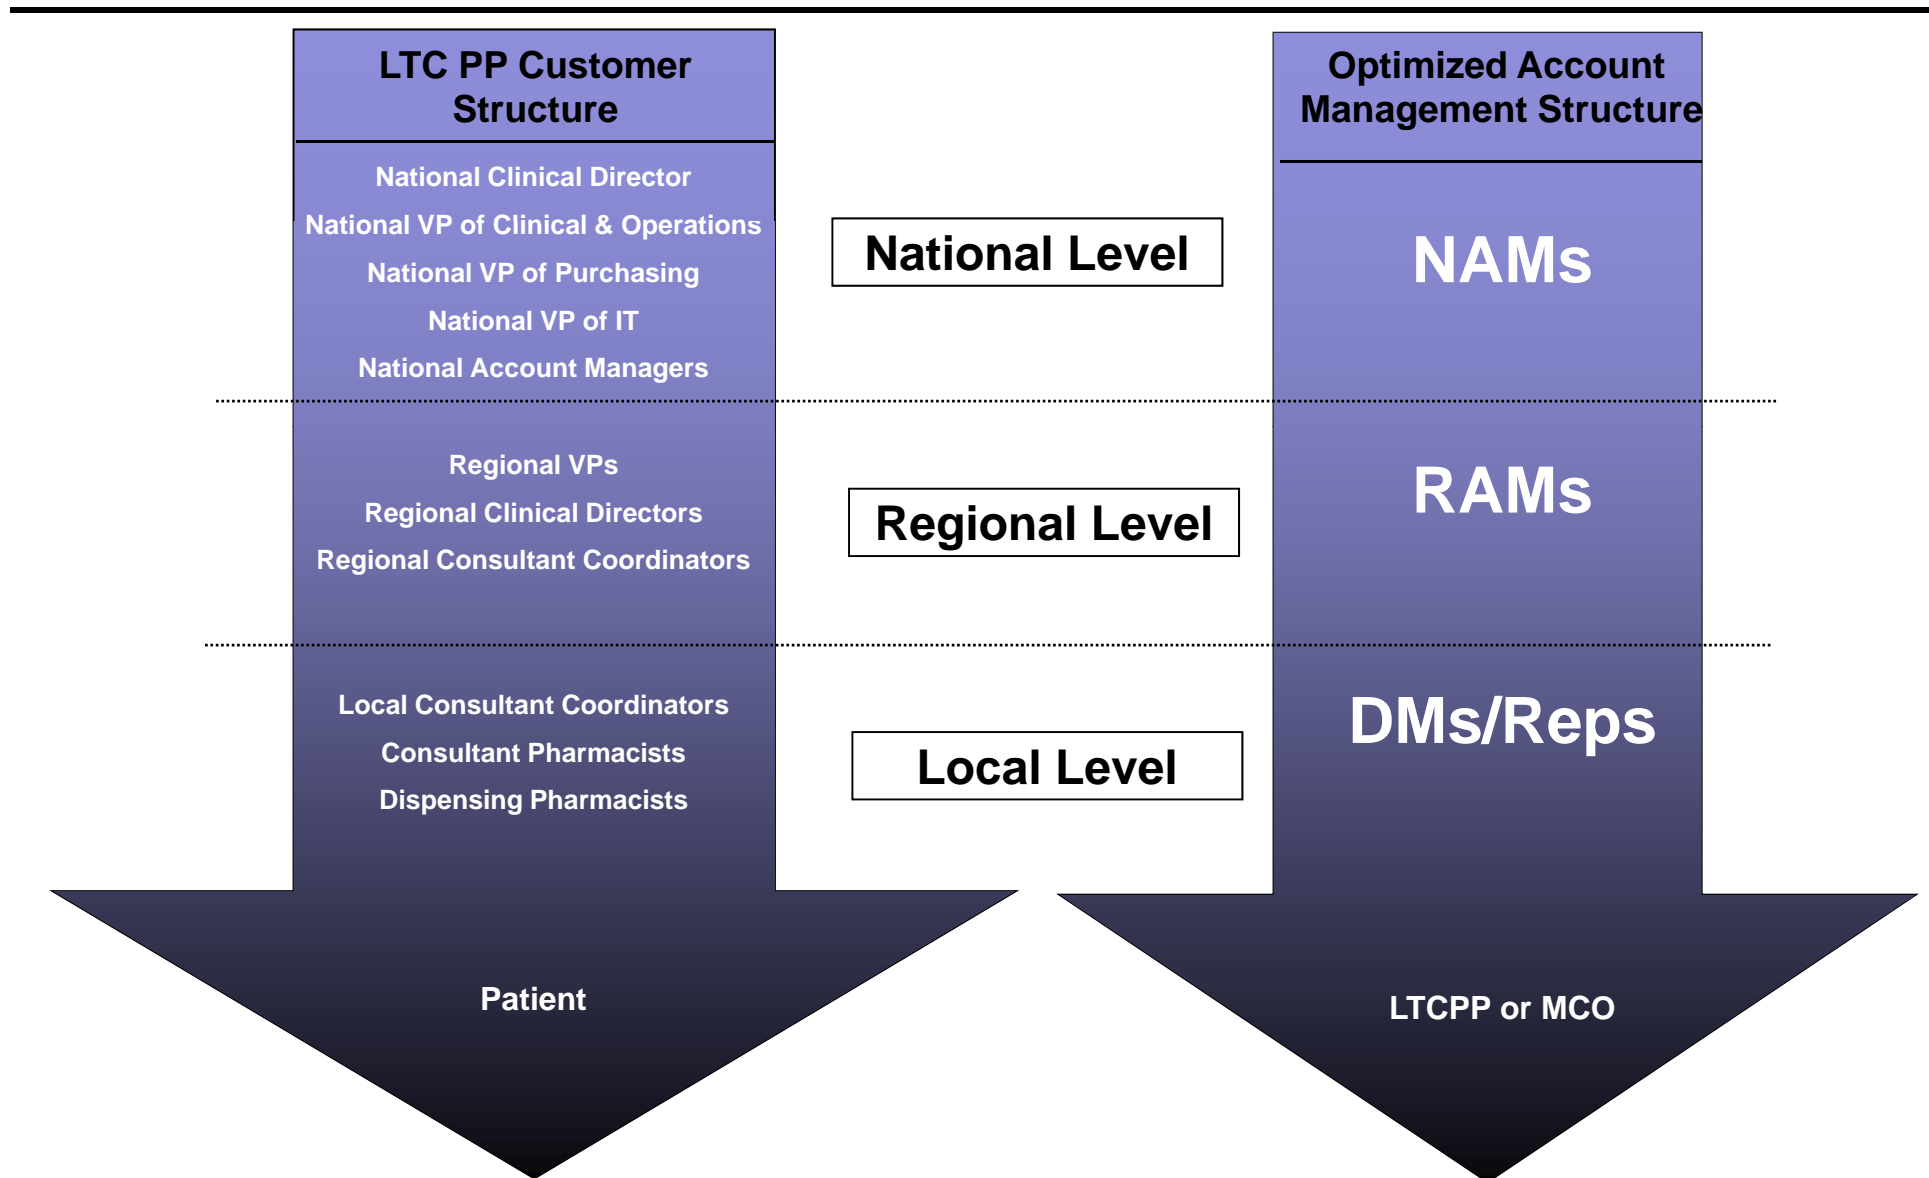 LTC PP Customer
Structure
National Clinical Director
National VP of Clinical & Operations
National VP of Purchasing
National VP of IT
National Account Managers
Regional VPs
Regional Clinical Directors
Regional Consultant Coordinators
Local Consultant Coordinators
Consultant Pharmacists
Dispensing Pharmacists
Patient
National Level
Regional Level
Local Level
Optimized Account
Management Structure
NAMs
RAMs
DMs/Reps
LTCPP or MCO